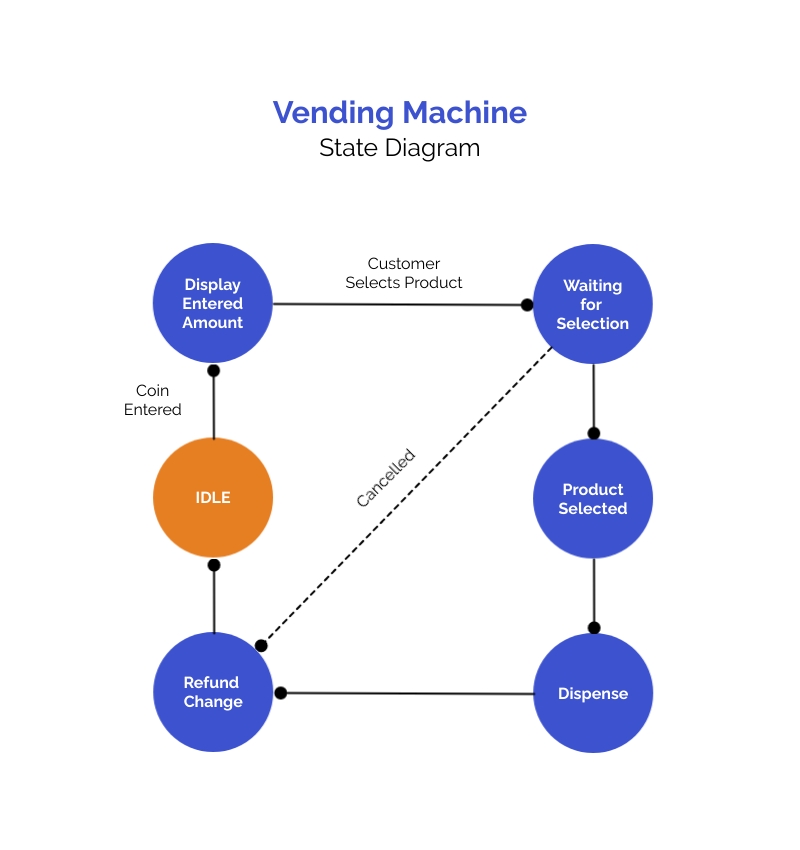 Vending Machine
State Diagram
Customer
Selects Product
Display
Entered
Amount
Waiting
for
Selection
Coin
Entered
Cancelled
IDLE
Product
Selected
Refund
Change
Dispense